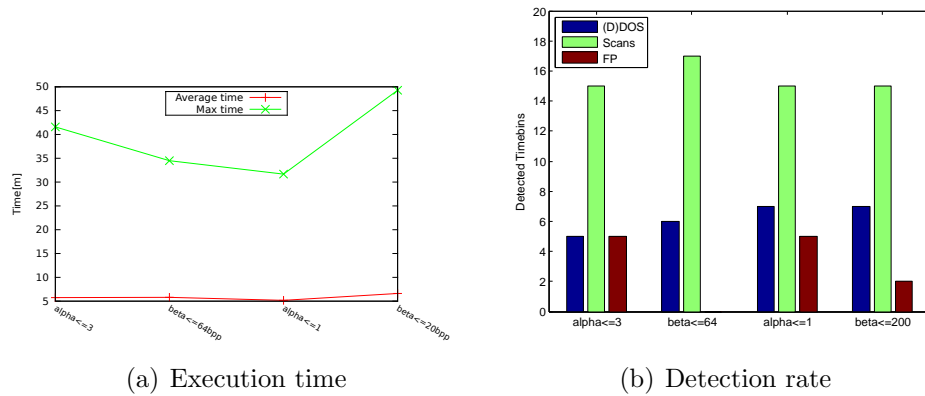 50
45
40
35
30
25
20
15
10
5
Time[m]
Average time
Max time
alpha<=3
beta<=64bpp
alpha<=1
beta<=20bpp
(a) Execution time
20
18
16
14
12
10
8
6
4
2
0
Detected Timebins
(D)DOS
Scans
FP
alpha<=3
beta<=64
alpha<=1
beta<=200
(b) Detection rate